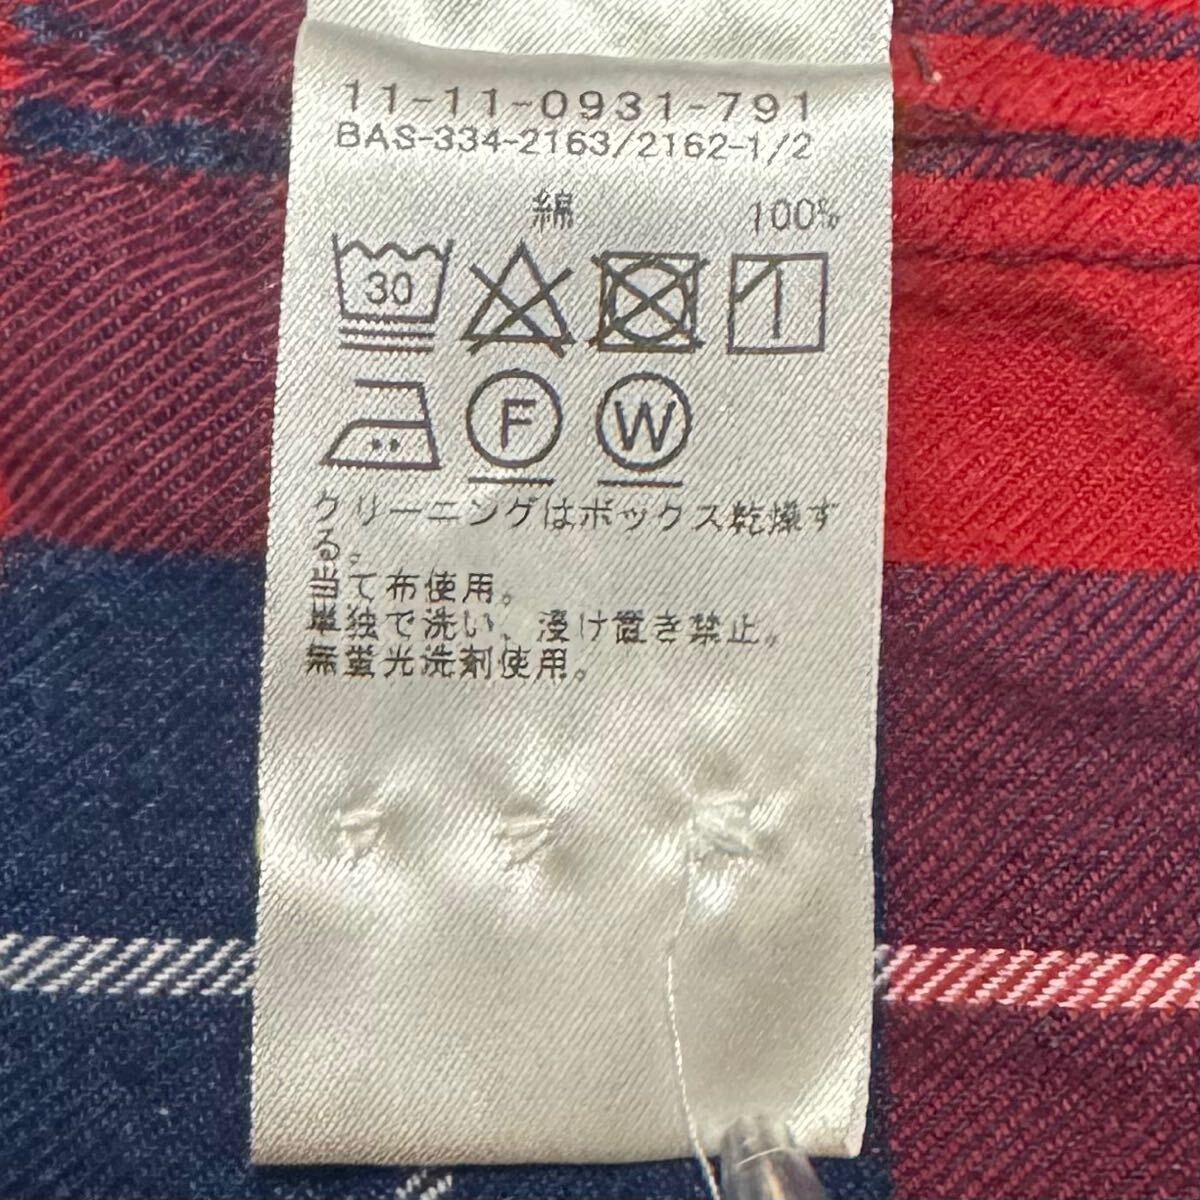 11-11-0931-791
BAS-334-2163/2162-1/2
綿 100%
30
F W
クリーニングはボックス乾燥す
る。
当て布使用。
単独で洗い、浸け置き禁止。
無蛍光洗剤使用。